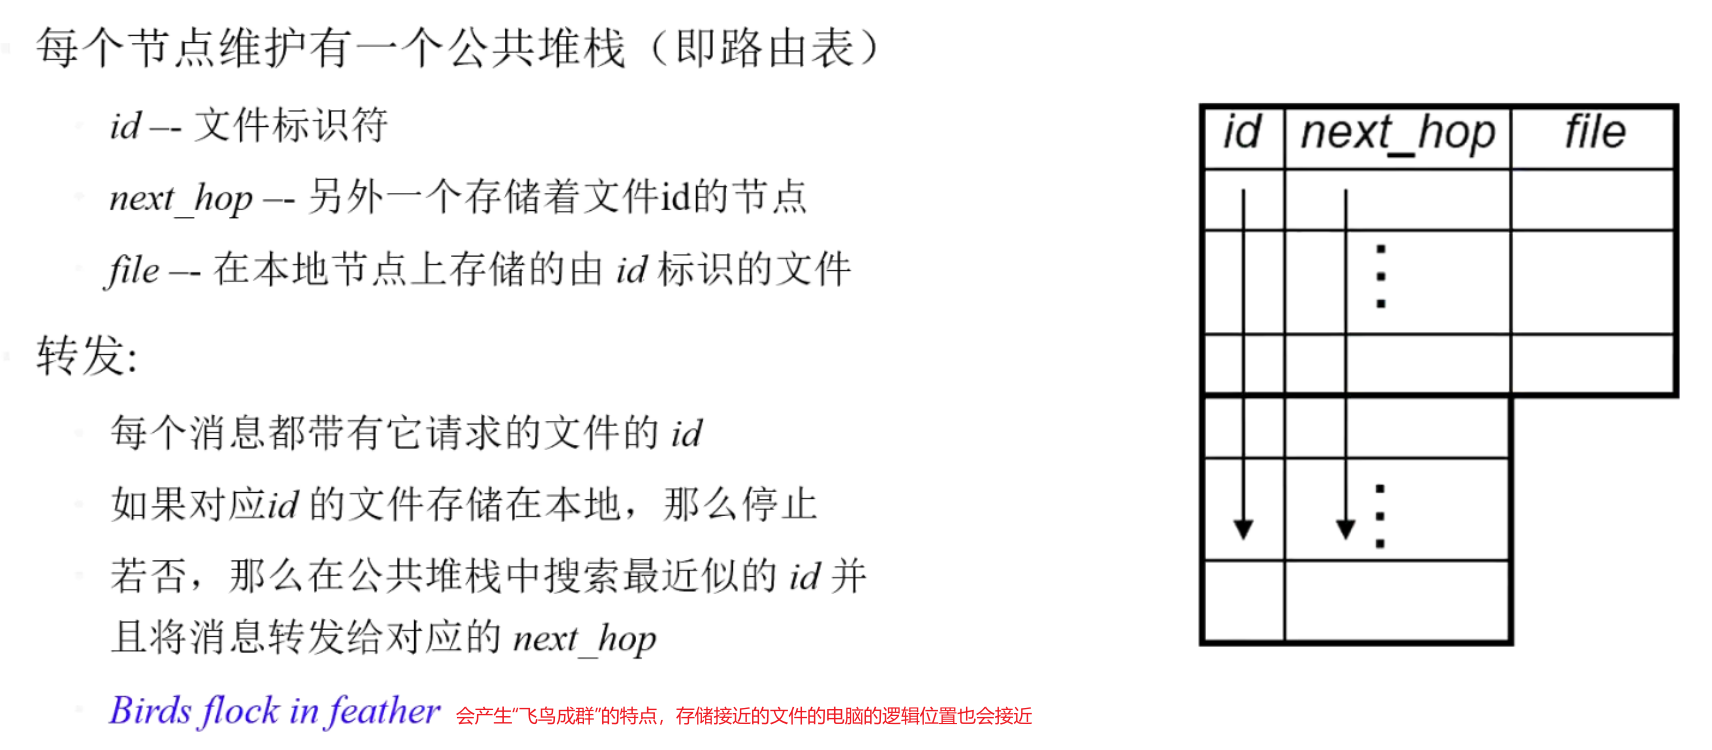 每个节点维护有一个公共堆栈（即路由表）
id –- 文件标识符
next_hop –- 另外一个存储着文件id的节点
file –- 在本地节点上存储的由 id 标识的文件
转发:
每个消息都带有它请求的文件的 id
如果对应id 的文件存储在本地，那么停止
若否，那么在公共堆栈中搜索最近似的 id 并
且将消息转发给对应的 next_hop
Birds flock in feather 会产生“飞鸟成群”的特点，存储接近的文件的电脑的逻辑位置也会接近
id next_hop file